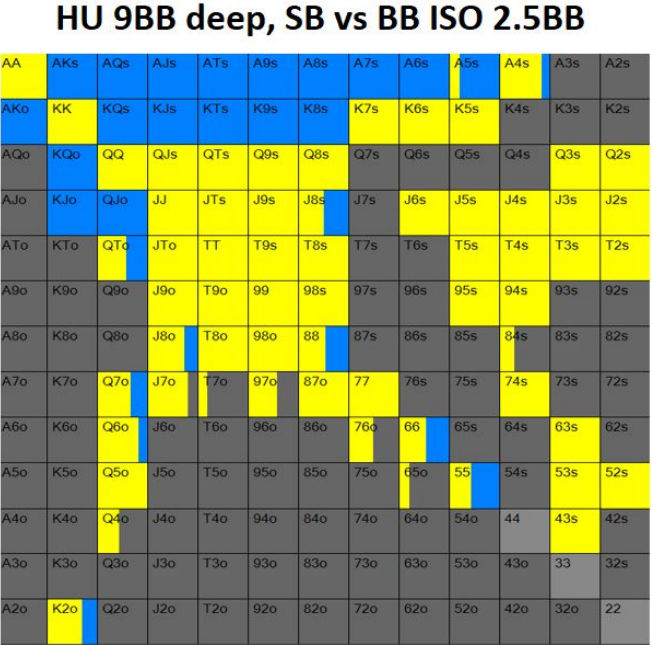 HU 9BB deep, SB vs BB ISO 2.5BB
AA AKs AQs AJs ATs A9s A8s A7s A6s A5s A4s A3s A2s
AKo KK KQs KJs KTs K9s K8s K7s K6s K5s K4s K3s K2s
AQo KQo QQ QJs QTs Q9s Q8s Q7s Q6s Q5s Q4s Q3s Q2s
AJo KJo QJo JJ JTs J9s J8s J7s J6s J5s J4s J3s J2s
ATo KTo QTo JTo TT T9s T8s T7s T6s T5s T4s T3s T2s
A9o K9o Q9o J9o T9o 99 98s 97s 96s 95s 94s 93s 92s
A8o K8o Q8o J8o T8o 98o 88 87s 86s 85s 84s 83s 82s
A7o K7o Q7o J7o T7o 97o 87o 77 76s 75s 74s 73s 72s
A6o K6o Q6o J6o T6o 96o 86o 76o 66 65s 64s 63s 62s
A5o K5o Q5o J5o T5o 95o 85o 75o 65o 55 54s 53s 52s
A4o K4o Q4o J4o T4o 94o 84o 74o 64o 54o 44 43s 42s
A3o K3o Q3o J3o T3o 93o 83o 73o 63o 53o 43o 33 32s
A2o K2o Q2o J2o T2o 92o 82o 72o 62o 52o 42o 32o 22